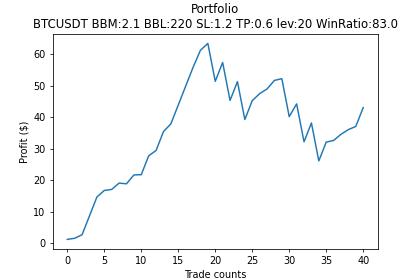 Portfolio
BTCUSDT BBM:2.1 BBL:220 SL:1.2 TP:0.6 lev:20 WinRatio:83.0
Profit ($)
60
50
40
30
20
10
0
0 5 10 15 20 25 30 35 40
Trade counts